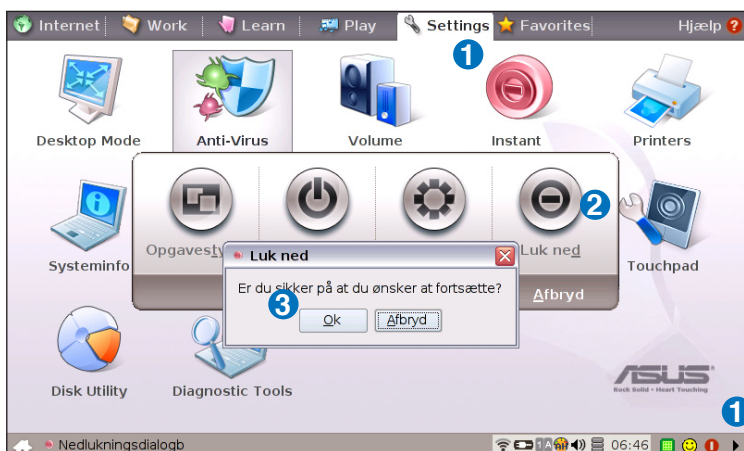 Internet Work Learn Play Settings Favorites Hjælp ?
1
Desktop Mode Anti-Virus Volume Instant Printers
2
Opgavesty Luk ned
Systeminfo Touchpad
Luk ned
Er du sikker på at du ønsker at fortsætte?
3
Ok Afbryd
Afbryd
Disk Utility Diagnostic Tools
ASUS
Rock Solid • Heart Touching
1
Nedlukningsdialogb 1A 06:46